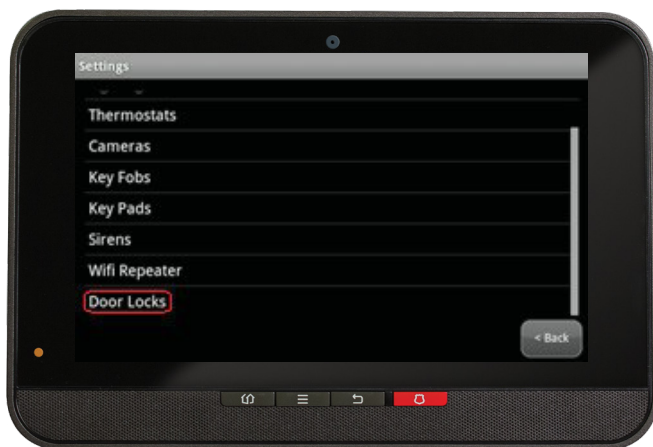 Settings
Thermostats
Cameras
Key Fobs
Key Pads
Sirens
Wifi Repeater
Door Locks
< Back